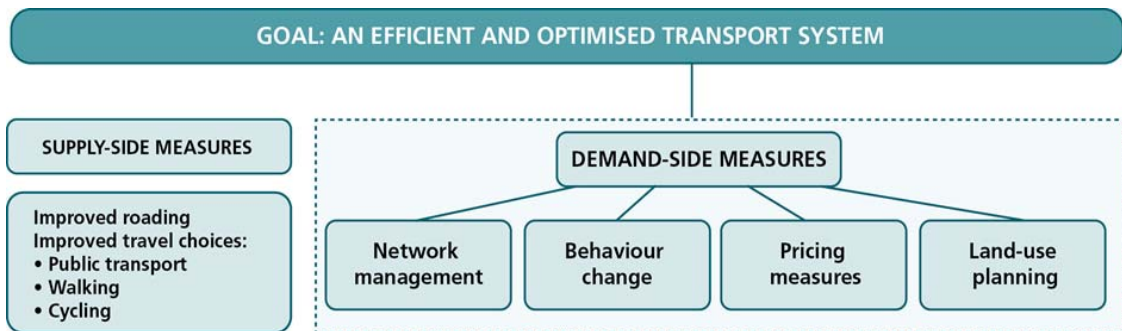 GOAL: AN EFFICIENT AND OPTIMISED TRANSPORT SYSTEM
SUPPLY-SIDE MEASURES
Improved roading
Improved travel choices:
• Public transport
• Walking
• Cycling
DEMAND-SIDE MEASURES
Network
management
Behaviour
change
Pricing
measures
Land-use
planning